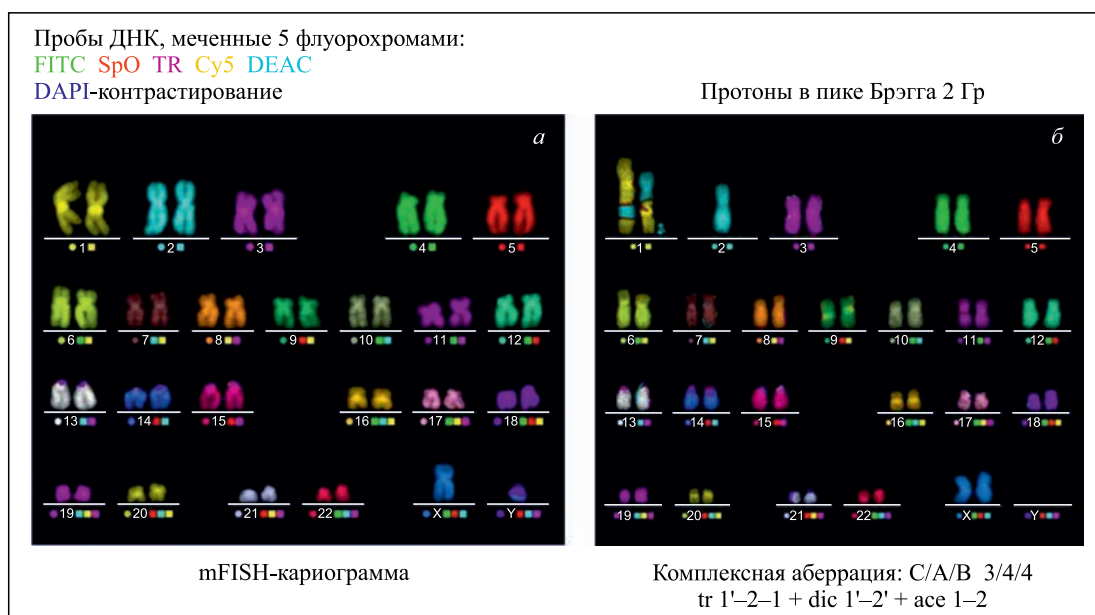 Пробы ДНК, меченные 5 флуорохромами:
FITC SpO TR Cy5 DEAC
DAPI-контрастирование
Протоны в пике Брэгга 2 Гр
а
1 2 3 4 5
6 7 8 9 10 11 12
13 14 15 16 17 18
19 20 21 22 X Y
mFISH-кариограмма
б
1 2 3 4 5
6 7 8 9 10 11 12
13 14 15 16 17 18
19 20 21 22 X Y
Комплексная аберрация: C/A/B 3/4/4
tr 1'–2–1 + dic 1'–2' + ace 1–2